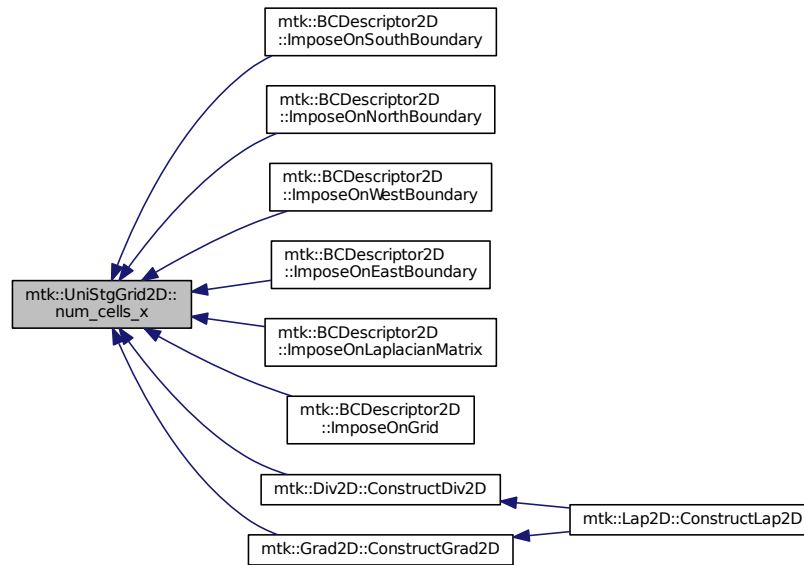 mtk::BCDescriptor2D
::ImposeOnSouthBoundary
mtk::BCDescriptor2D
::ImposeOnNorthBoundary
mtk::BCDescriptor2D
::ImposeOnWestBoundary
mtk::BCDescriptor2D
::ImposeOnEastBoundary
mtk::UniStgGrid2D::
num_cells_x
mtk::BCDescriptor2D
::ImposeOnLaplacianMatrix
mtk::BCDescriptor2D
::ImposeOnGrid
mtk::Div2D::ConstructDiv2D
mtk::Lap2D::ConstructLap2D
mtk::Grad2D::ConstructGrad2D